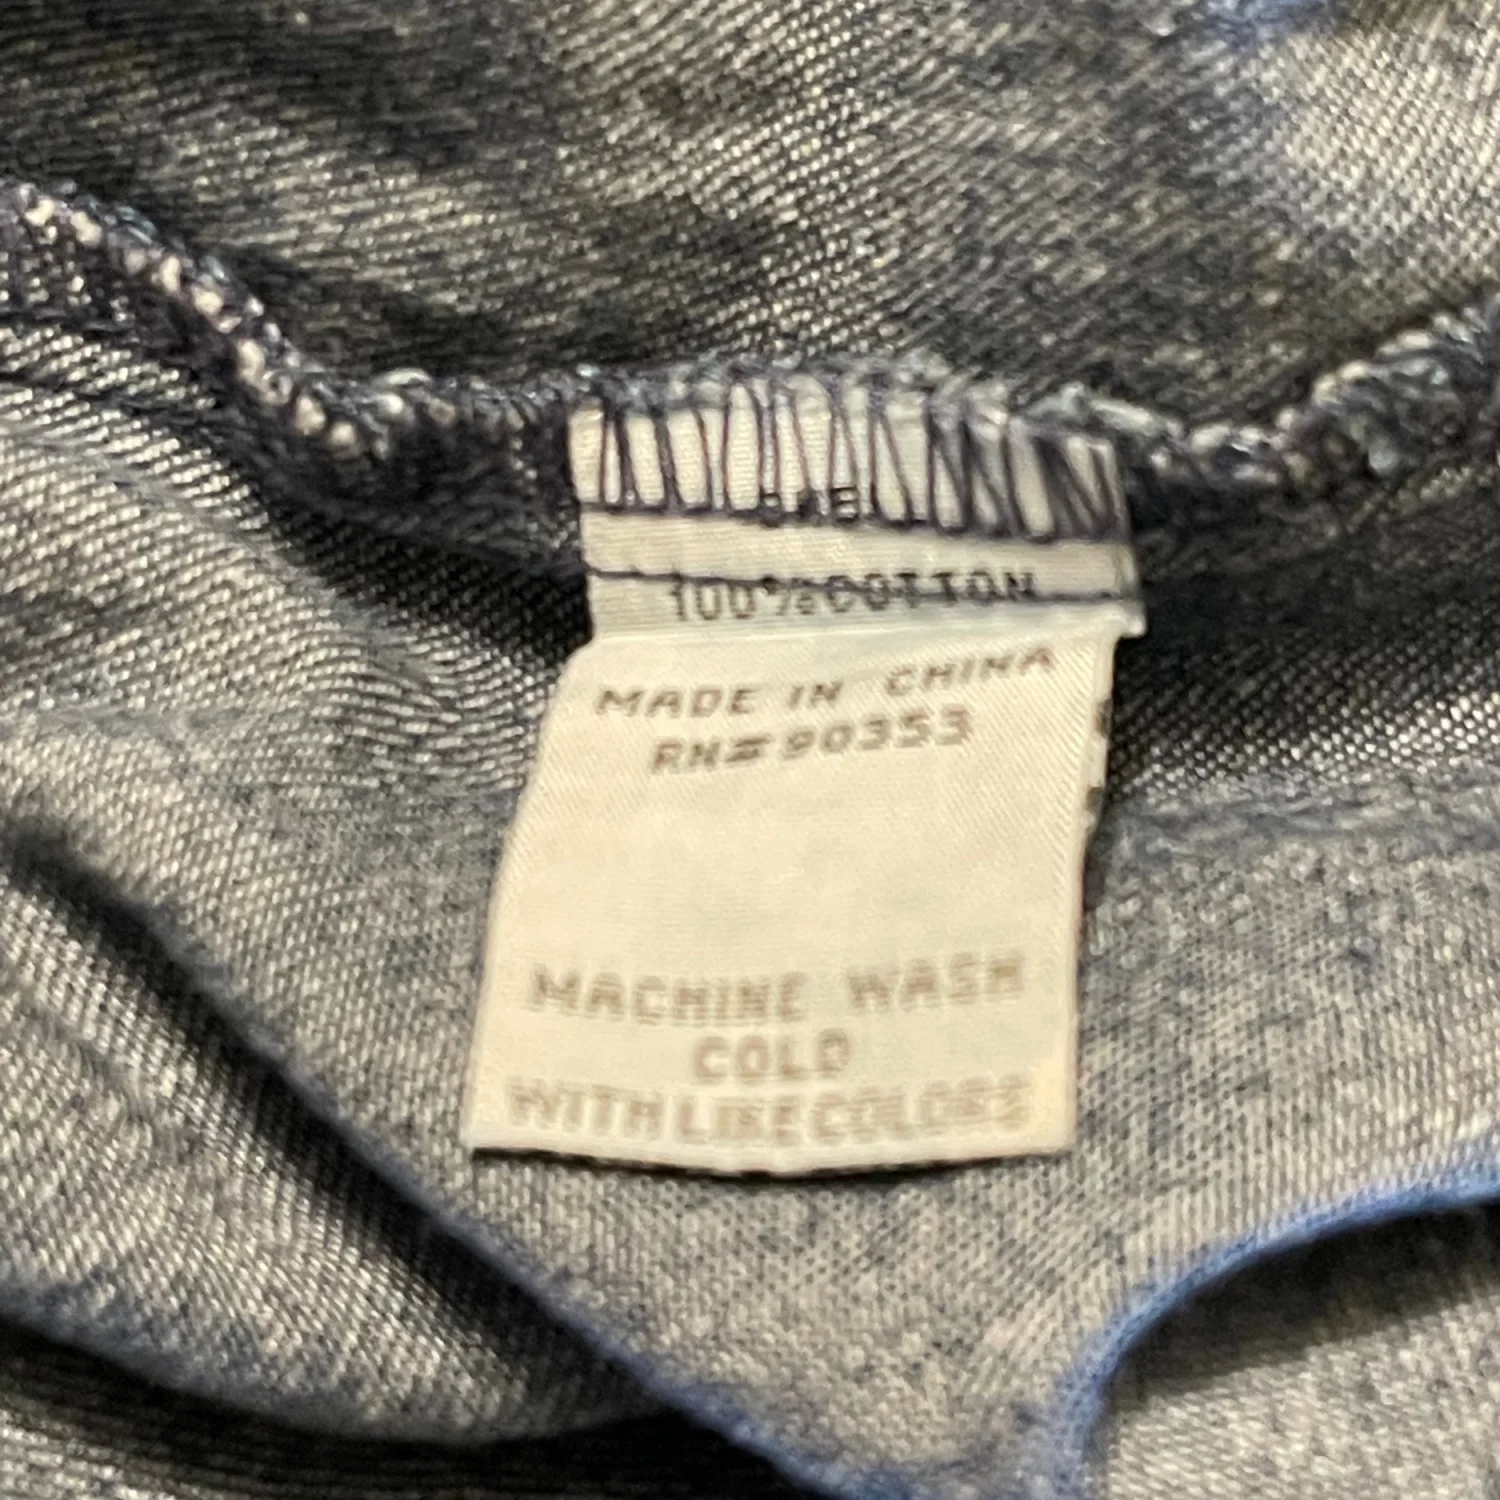 100%COTTON
MADE IN CHINA
RN#90353
MACHINE WASH
COLD
WITH LIKE COLORS